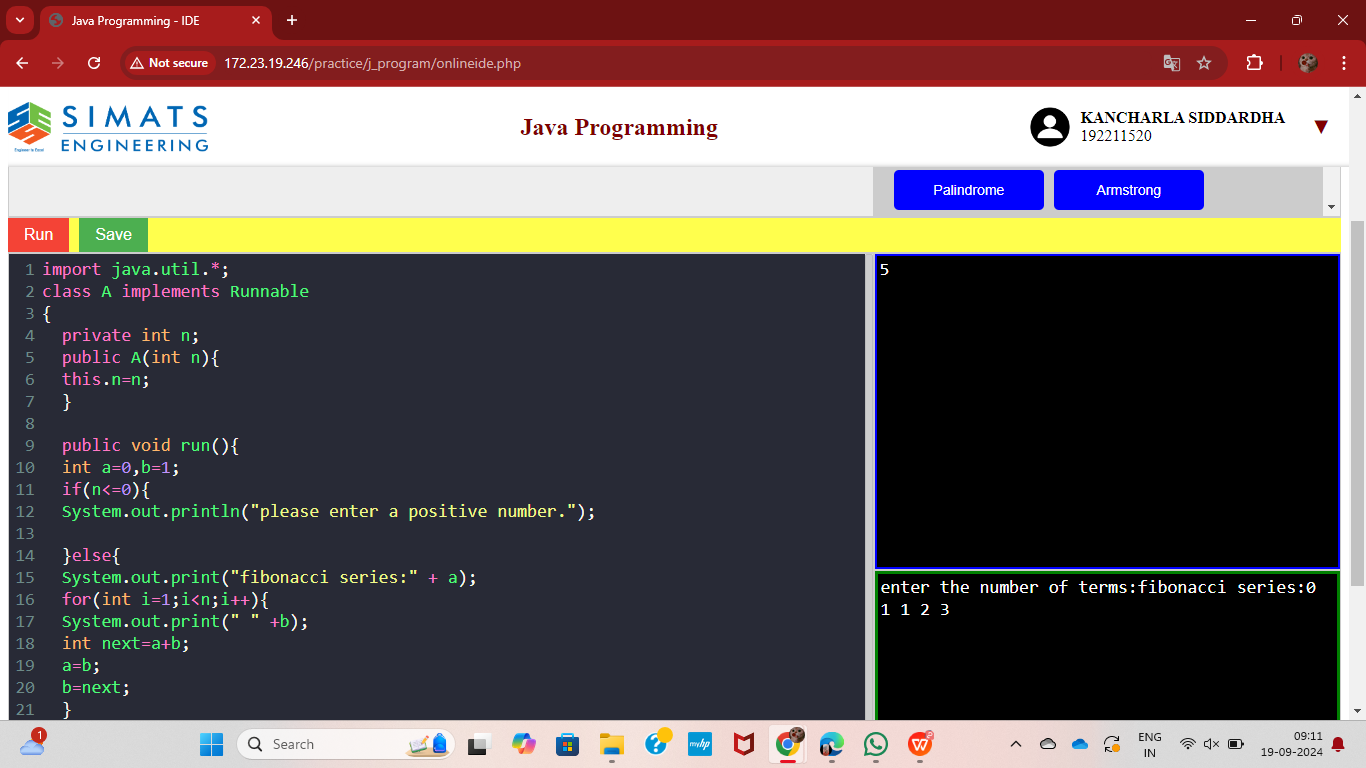 Java Programming - IDE
Not secure
172.23.19.246/practice/j_program/onlineide.php
SIMATS
ENGINEERING
Java Programming
KANCHARLA SIDDARDHA
192211520
Palindrome
Armstrong
Run
Save
1 import java.util.*;
2 class A implements Runnable
3 {
4 private int n;
5 public A(int n){
6 this.n=n;
7 }
8
9 public void run(){
10 int a=0,b=1;
11 if(n<=0){
12 System.out.println("please enter a positive number.");
13
14 }else{
15 System.out.print("fibonacci series:" + a);
16 for(int i=1;i<n;i++){
17 System.out.print(" " +b);
18 int next=a+b;
19 a=b;
20 b=next;
21 }
5
enter the number of terms:fibonacci series:0
1 1 2 3
1
Search
myhp
ENG
IN
09:11
19-09-2024